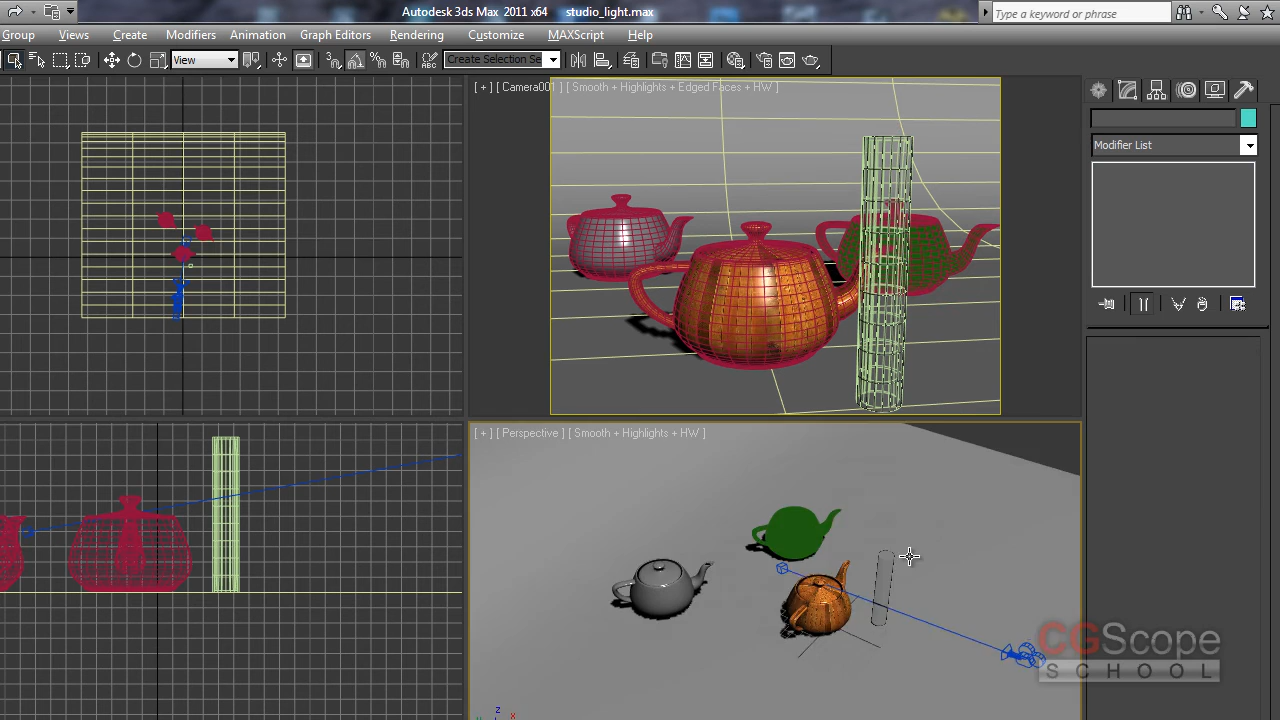 Autodesk 3ds Max 2011 x64 studio_light.max
Type a keyword or phrase
Group Views Create Modifiers Animation Graph Editors Rendering Customize MAXScript Help
View
Create Selection Se
[ + ] [ Camera001 ] [ Smooth + Highlights + Edged Faces + HW ]
Modifier List
[ + ] [ Perspective ] [ Smooth + Highlights + HW ]
CGScope
SCHOOL
z
x